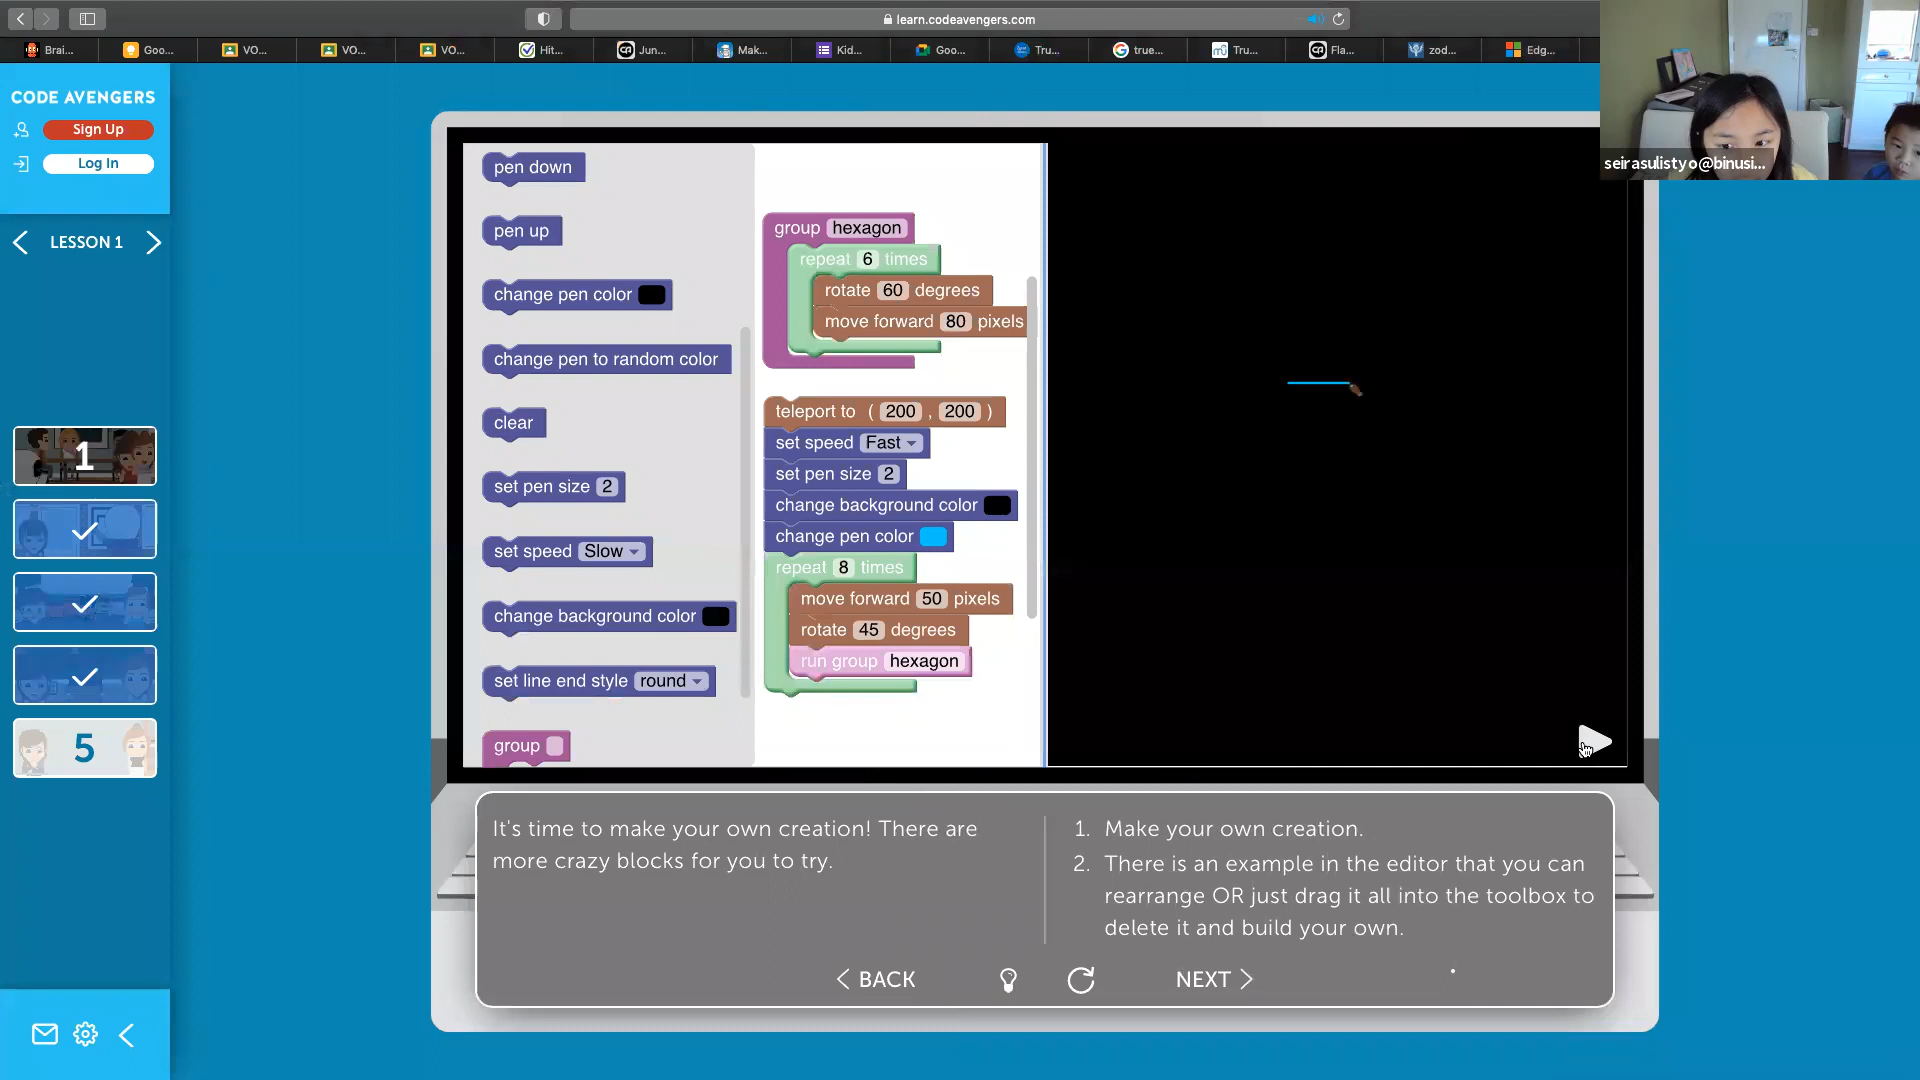 learn.codeavengers.com
Brai...
Goo...
VO...
VO...
VO...
Hit...
Jun...
Mak...
Kid...
Goo...
Tru...
true...
Tru...
Fla...
zod...
Edg...
CODE AVENGERS
Sign Up
Log In
LESSON 1
1
5
pen down
pen up
change pen color
change pen to random color
clear
set pen size 2
set speed Slow
change background color
set line end style round
group
group hexagon
repeat 6 times
rotate 60 degrees
move forward 80 pixels
teleport to ( 200 , 200 )
set speed Fast
set pen size 2
change background color
change pen color
repeat 8 times
move forward 50 pixels
rotate 45 degrees
run group hexagon
seirasulistyo@binusi...
It's time to make your own creation! There are
more crazy blocks for you to try.
1. Make your own creation.
2. There is an example in the editor that you can
rearrange OR just drag it all into the toolbox to
delete it and build your own.
BACK
NEXT